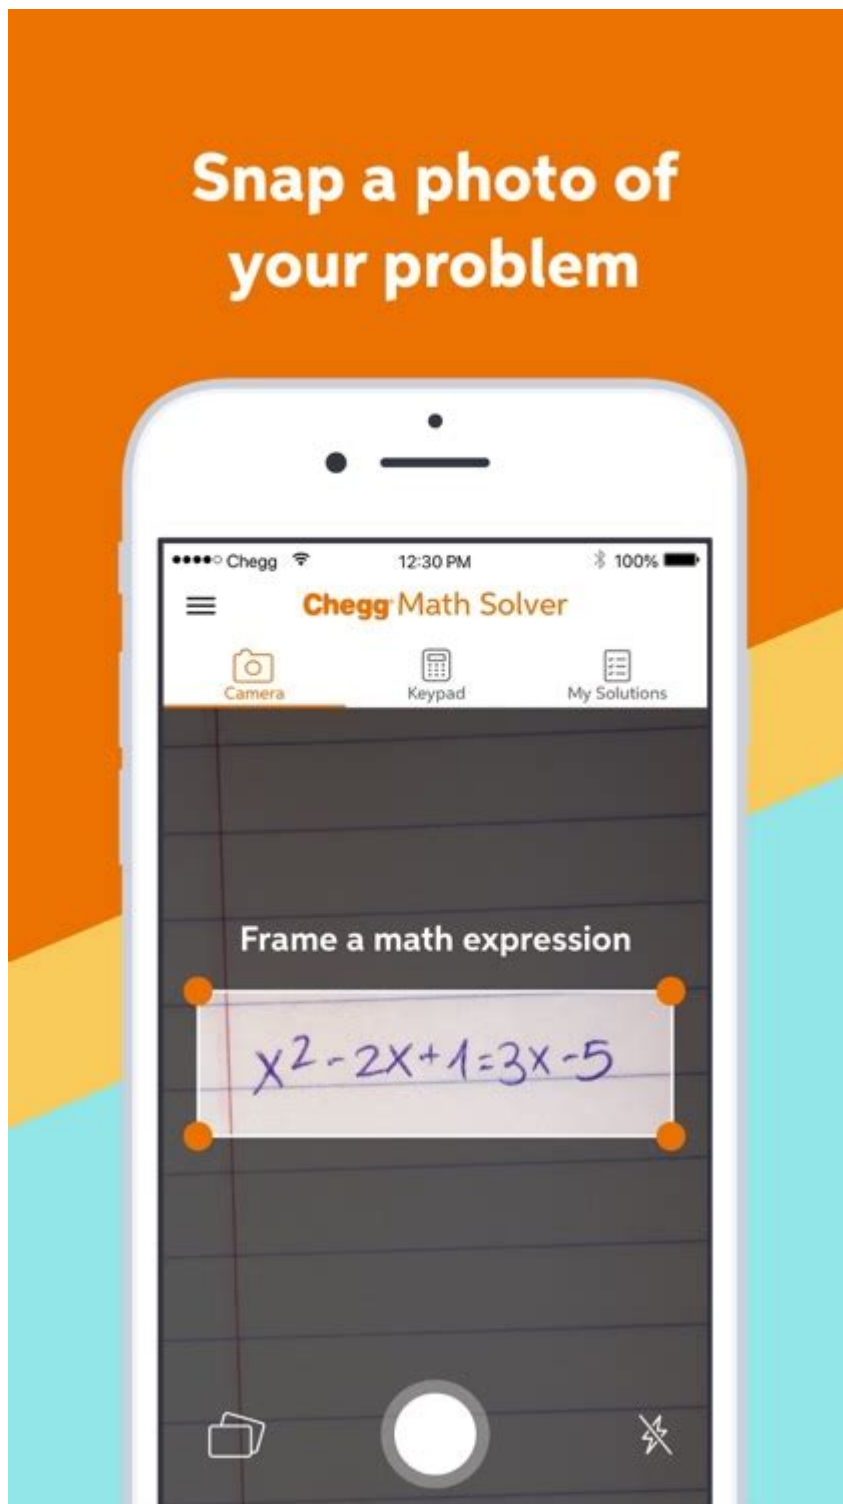 Snap a photo of
your problem
Chegg 12:30 PM 100%
Chegg Math Solver
Camera Keypad My Solutions
Frame a math expression
x²-2x+1=3x-5